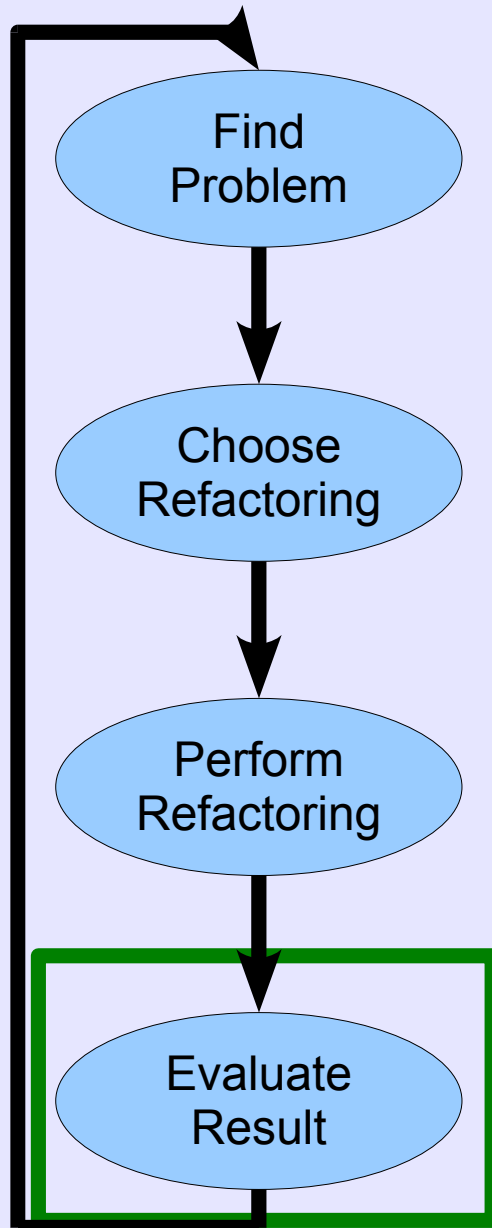 Find
Problem
Choose
Refactoring
Perform
Refactoring
Evaluate
Result